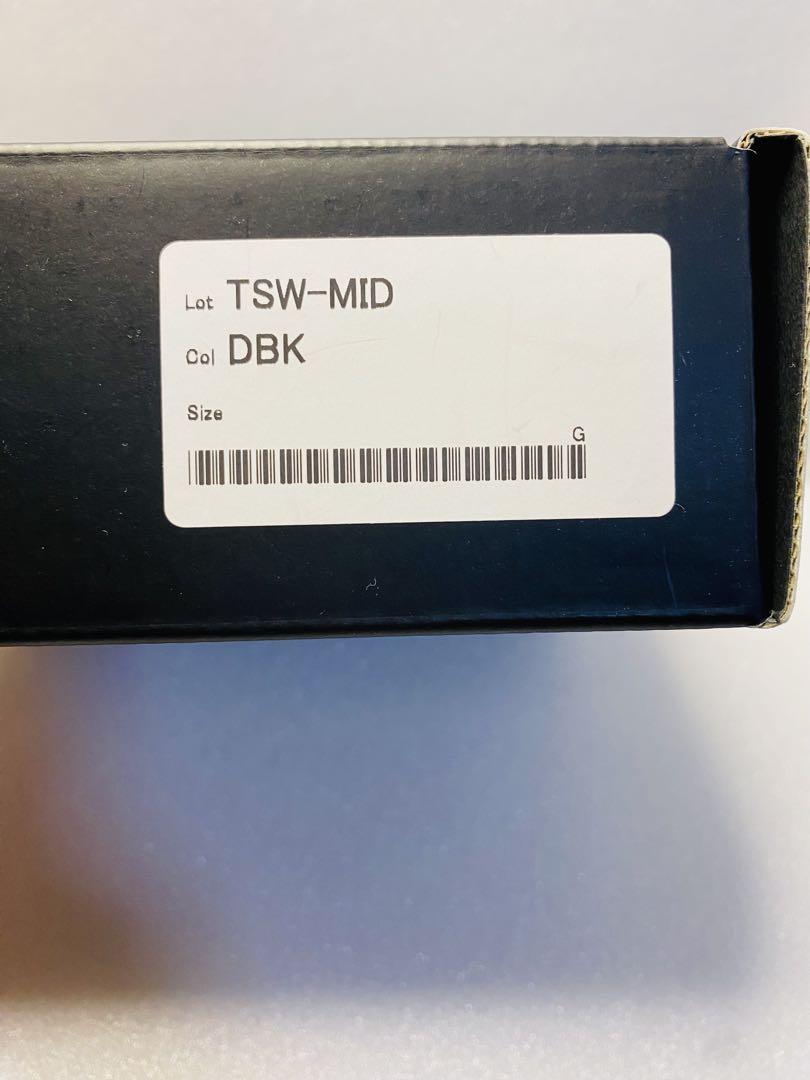 Lot TSW-MID
Col DBK
Size
G